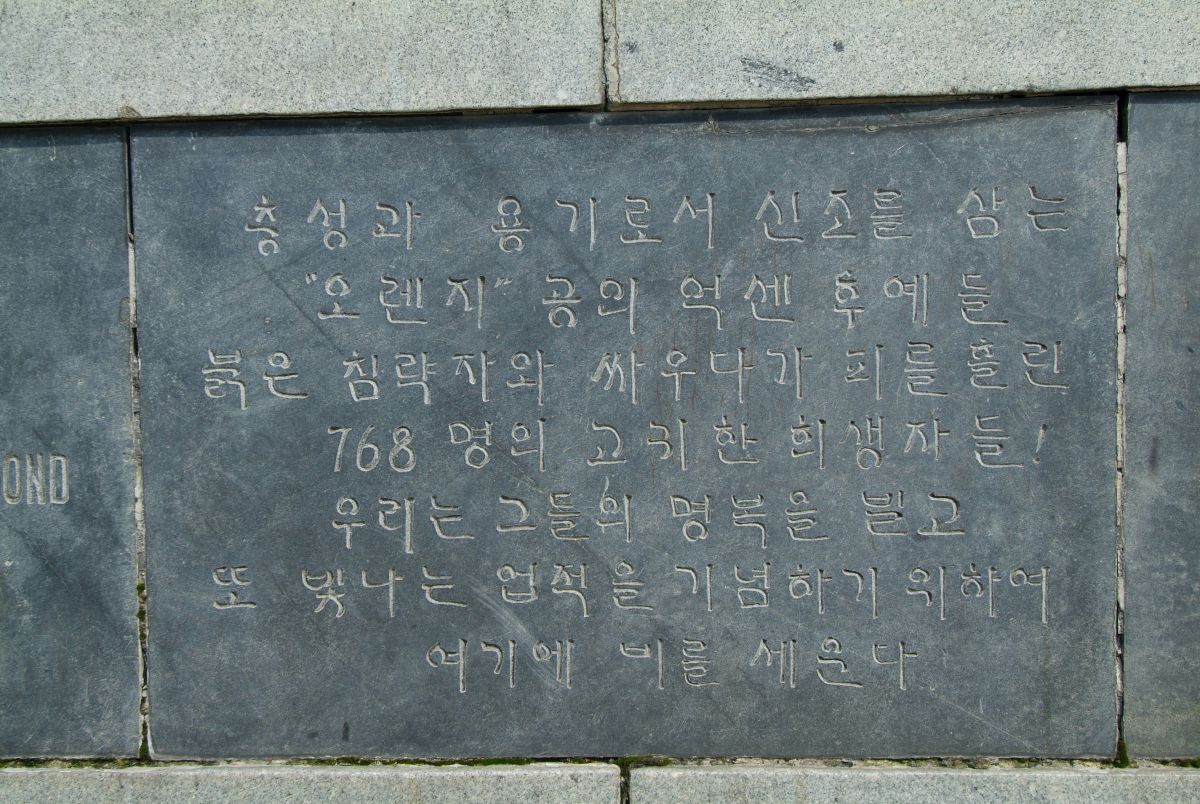 충성과 용기로서 신조를 삼는
"오렌지" 공의 억센 후예들
붉은 침략자와 싸우다가 피를 흘린
768 명의 고귀한 희생자들!
우리는 그들의 명복을 빌고
또 빛나는 업적을 기념하기 위하여
여기에 비를 세운다
OND